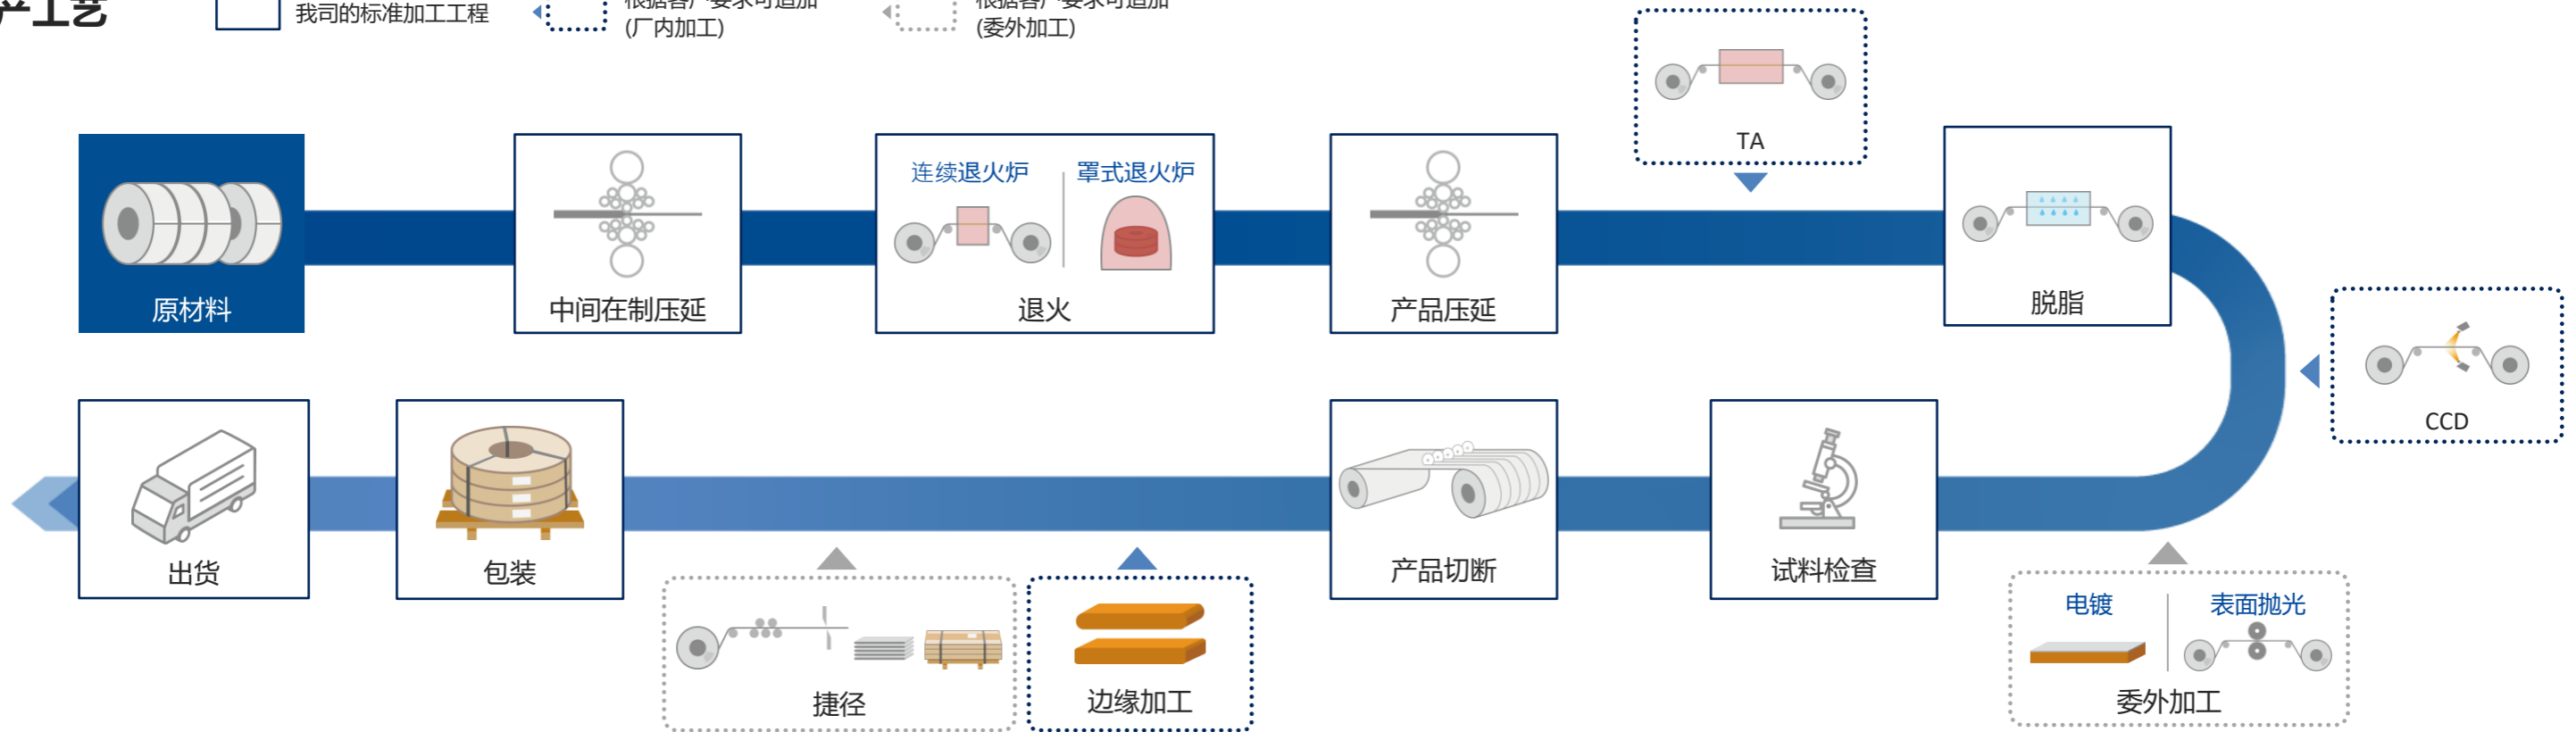 产工艺
我司的标准加工工程
根据客户要求可追加
(厂内加工)
根据客户要求可追加
(委外加工)
TA
原材料
中间在制压延
连续退火炉
罩式退火炉
退火
产品压延
脱脂
CCD
出货
包装
产品切断
试料检查
捷径
边缘加工
电镀
表面抛光
委外加工